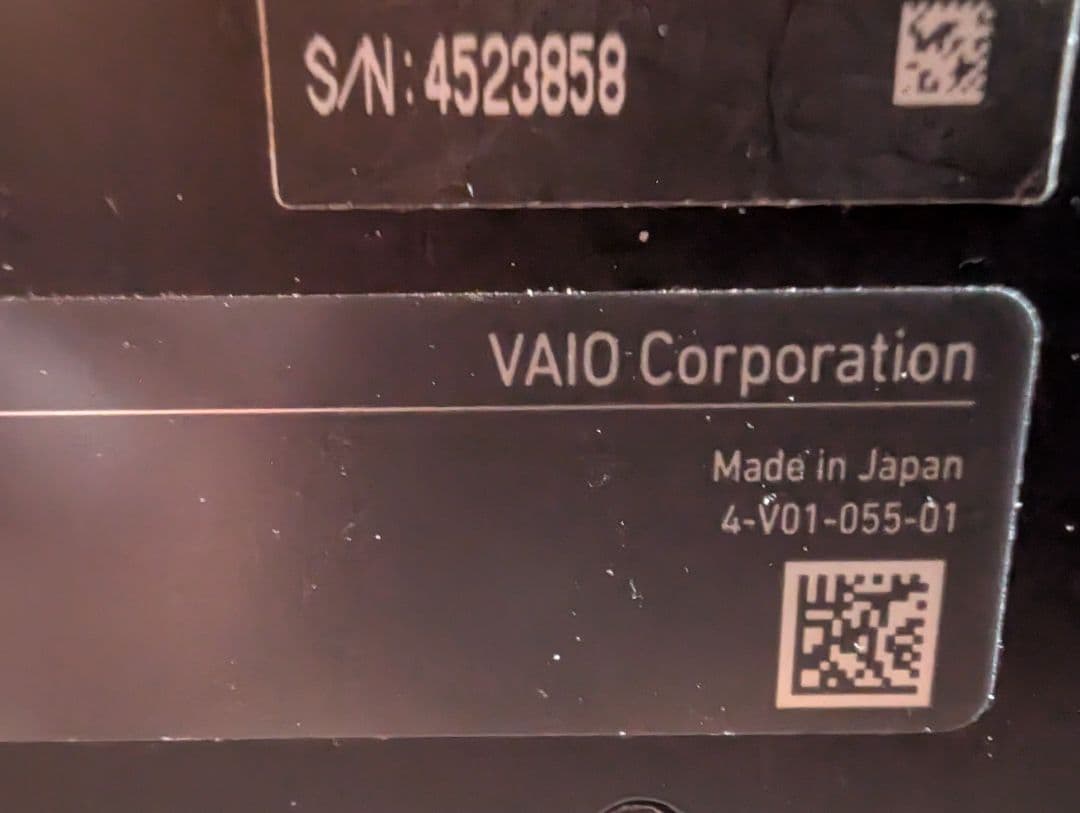 S/N:4523858
VAIO Corporation
Made in Japan
4-V01-055-01